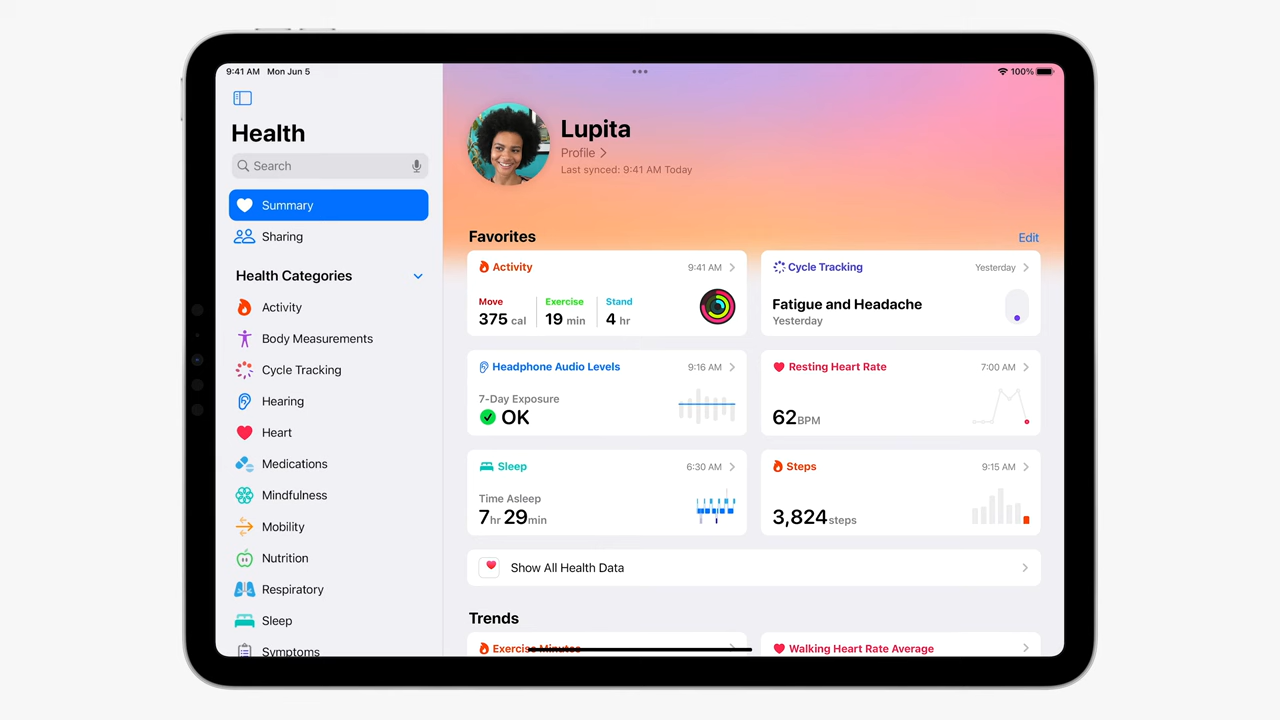 9:41 AM Mon Jun 5
100%
Health
Search
Summary
Sharing
Health Categories
Activity
Body Measurements
Cycle Tracking
Hearing
Heart
Medications
Mindfulness
Mobility
Nutrition
Respiratory
Sleep
Symptoms
Lupita
Profile
Last synced: 9:41 AM Today
Favorites
Edit
Activity 9:41 AM
Move Exercise Stand
375 cal 19 min 4 hr
Cycle Tracking Yesterday
Fatigue and Headache
Yesterday
Headphone Audio Levels 9:16 AM
7-Day Exposure
OK
Resting Heart Rate 7:00 AM
62 BPM
Sleep 6:30 AM
Time Asleep
7hr 29min
Steps 9:15 AM
3,824 steps
Show All Health Data
Trends
Exercise Minutes
Walking Heart Rate Average